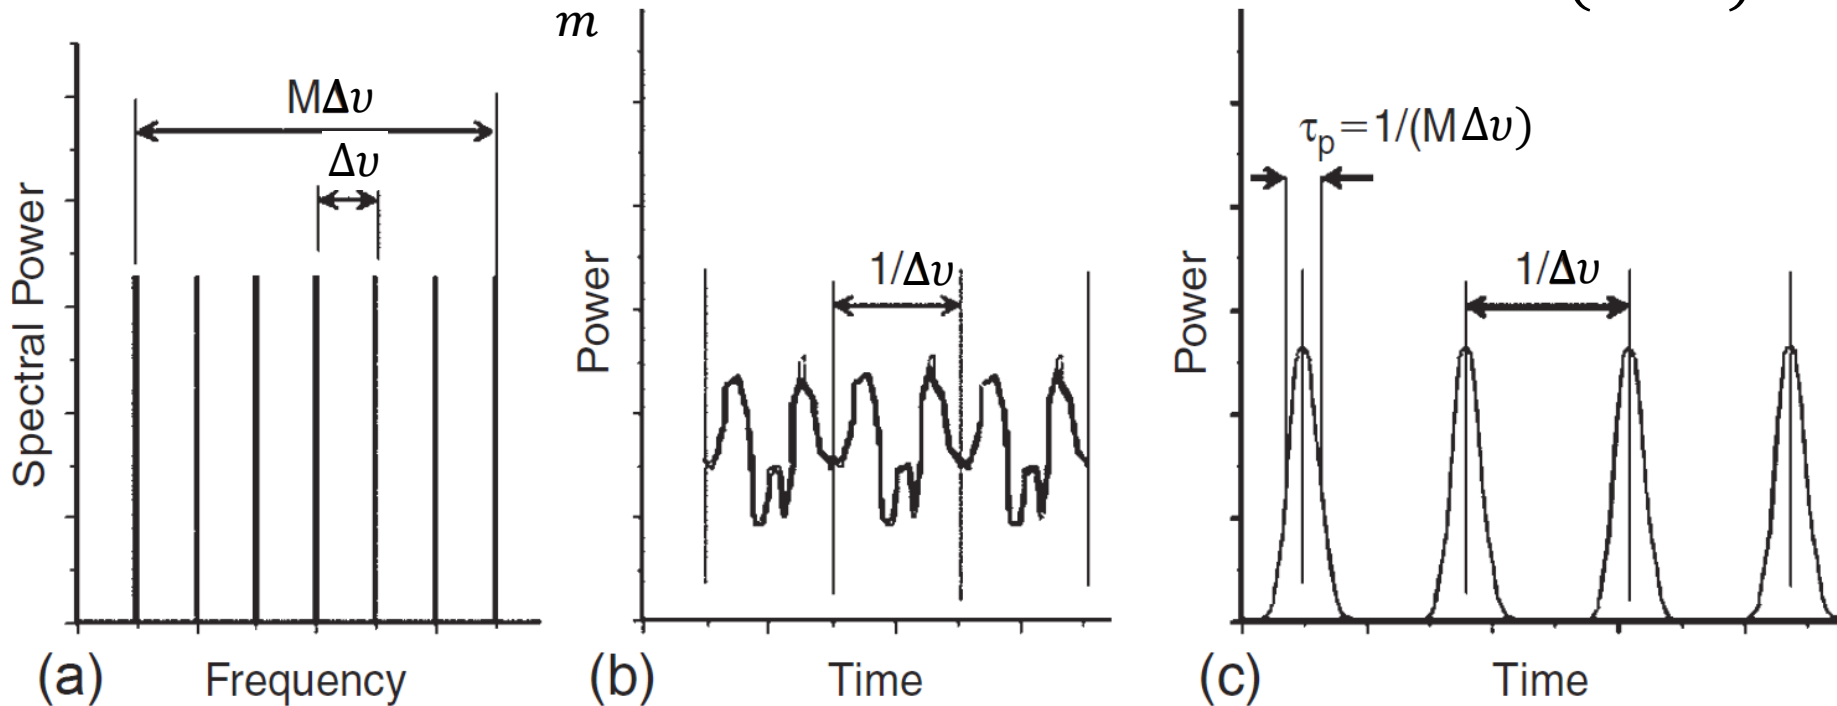 m
(
)
MΔυ
Δυ
Spectral Power
(a)
Frequency
1/Δυ
Power
(b)
Time
τp=1/(MΔυ)
1/Δυ
Power
(c)
Time